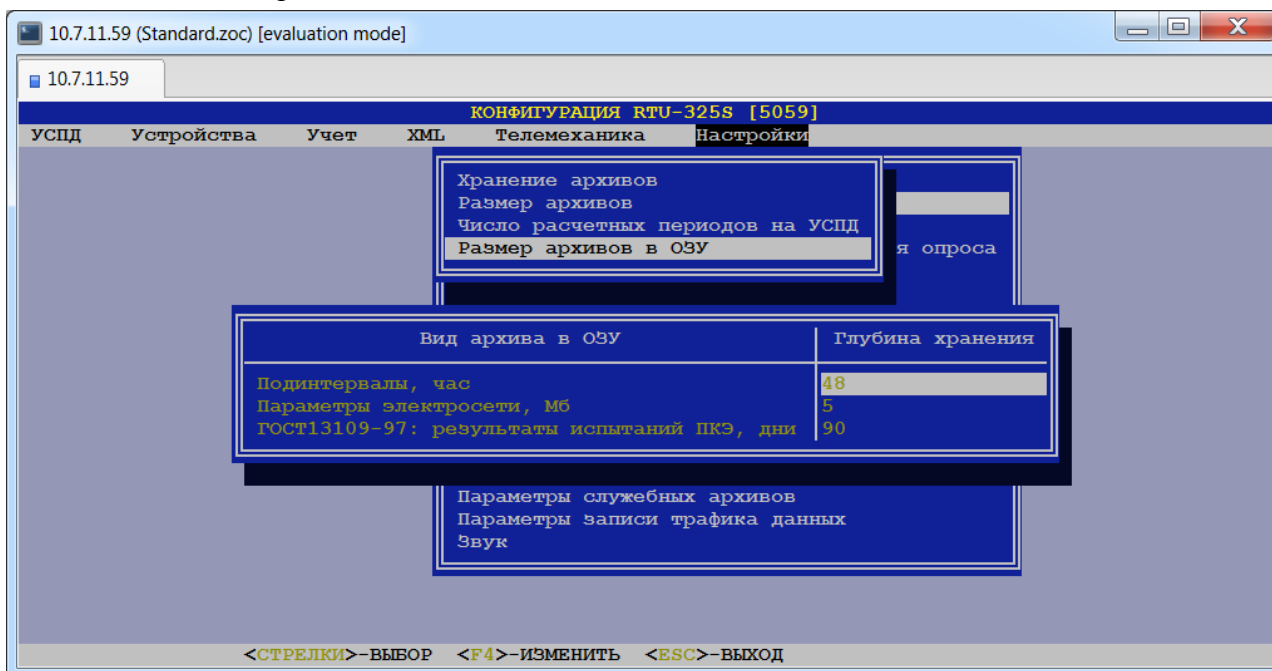 10.7.11.59 (Standard.zoc) [evaluation mode]
10.7.11.59
КОНФИГУРАЦИЯ RTU-325S [5059]
УСПД Устройства Учет XML Телемеханика Настройки
Хранение архивов
Размер архивов
Число расчетных периодов на УСПД
Размер архивов в ОЗУ
я опроса
Вид архива в ОЗУ Глубина хранения
Подинтервалы, час 48
Параметры электросети, Мб 5
ГОСТ13109-97: результаты испытаний ПКЭ, дни 90
Параметры служебных архивов
Параметры записи трафика данных
Звук
<СТРЕЛКИ>-ВЫБОР <F4>-ИЗМЕНИТЬ <ESC>-ВЫХОД